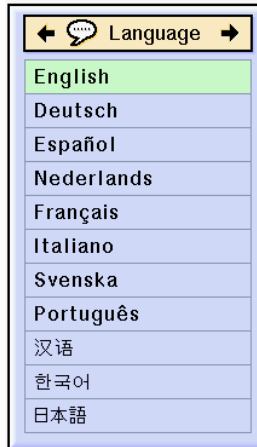 Language
English
Deutsch
Español
Nederlands
Français
Italiano
Svenska
Português
汉语
한국어
日本語